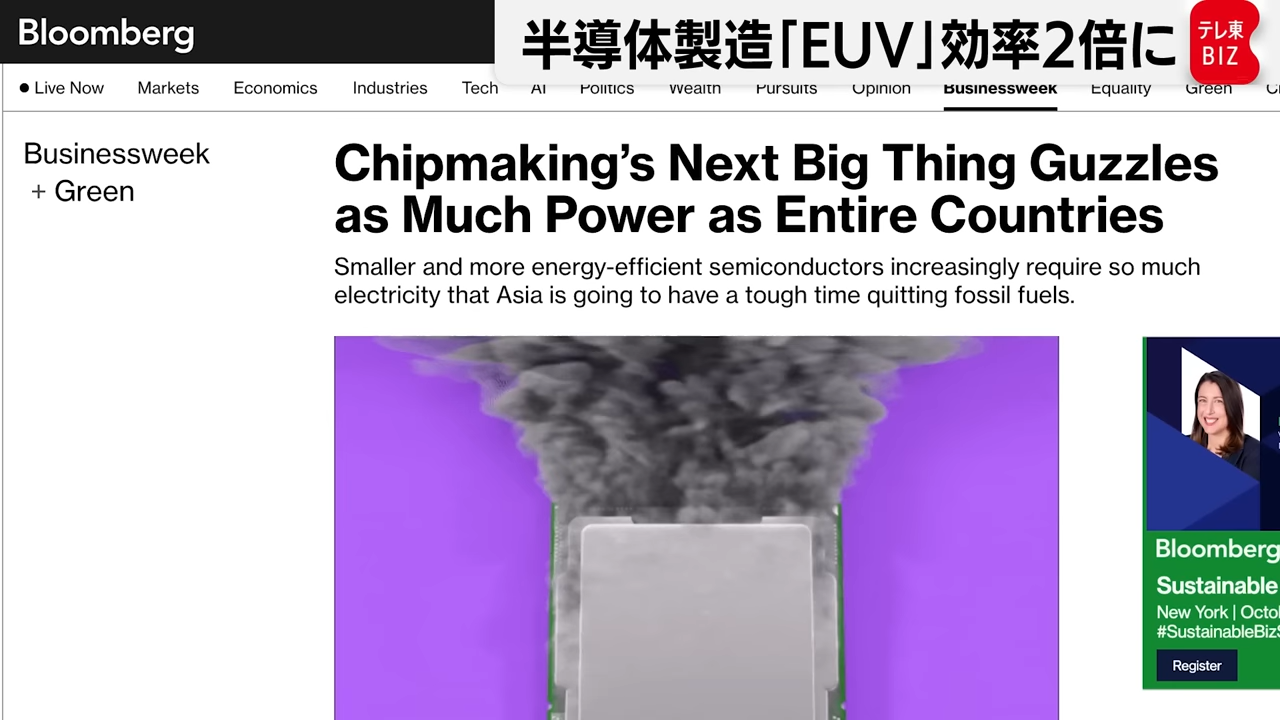 Bloomberg
半導体製造「EUV」効率2倍に
テレ東
BIZ
Live Now Markets Economics Industries Tech AI Politics Wealth Pursuits Opinion Businessweek Equality Green
Businessweek
+ Green
Chipmaking's Next Big Thing Guzzles
as Much Power as Entire Countries
Smaller and more energy-efficient semiconductors increasingly require so much
electricity that Asia is going to have a tough time quitting fossil fuels.
Bloomberg
Sustainable
New York | Octo
#SustainableBizS
Register